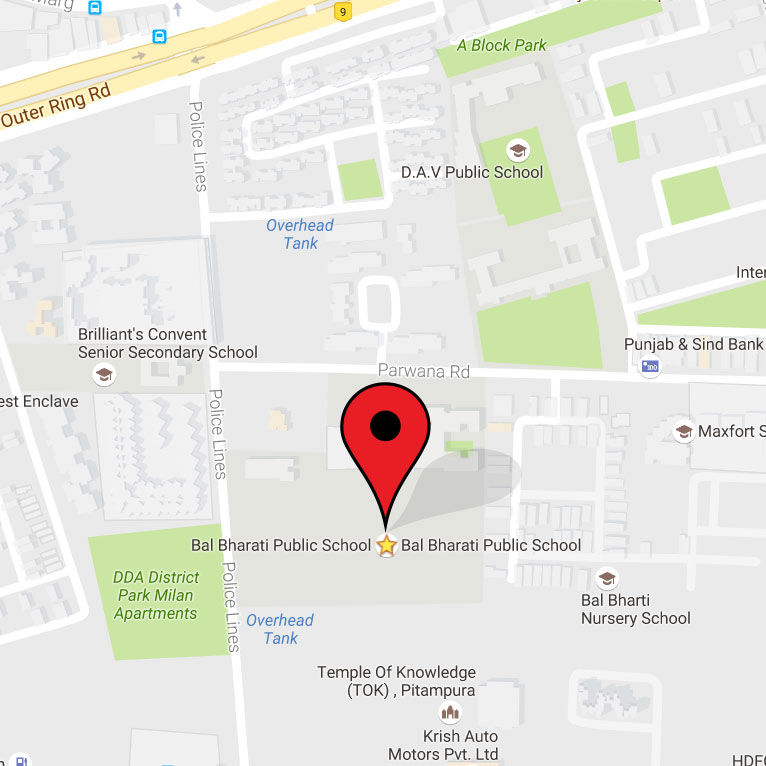 arg
9
A Block Park
Outer Ring Rd
Police Lines
D.A.V Public School
Overhead
Tank
Inter
Brilliant's Convent
Senior Secondary School
Punjab & Sind Bank
Parwana Rd
est Enclave
Police Lines
Maxfort S
Bal Bharati Public School
Bal Bharati Public School
DDA District
Park Milan
Apartments
Police Lines
Overhead
Tank
Bal Bharti
Nursery School
Temple Of Knowledge
(TOK) , Pitampura
Krish Auto
Motors Pvt. Ltd
HDFC